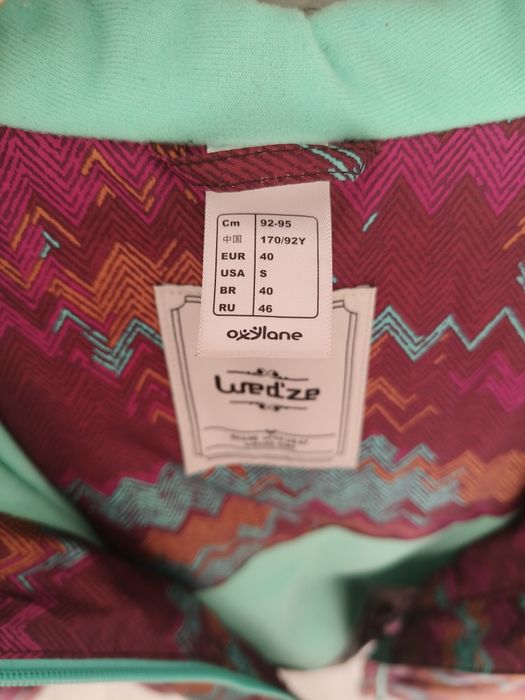 Cm 92-95
中国 170/92Y
EUR 40
USA S
BR 40
RU 46
oxylane
Wed'ze